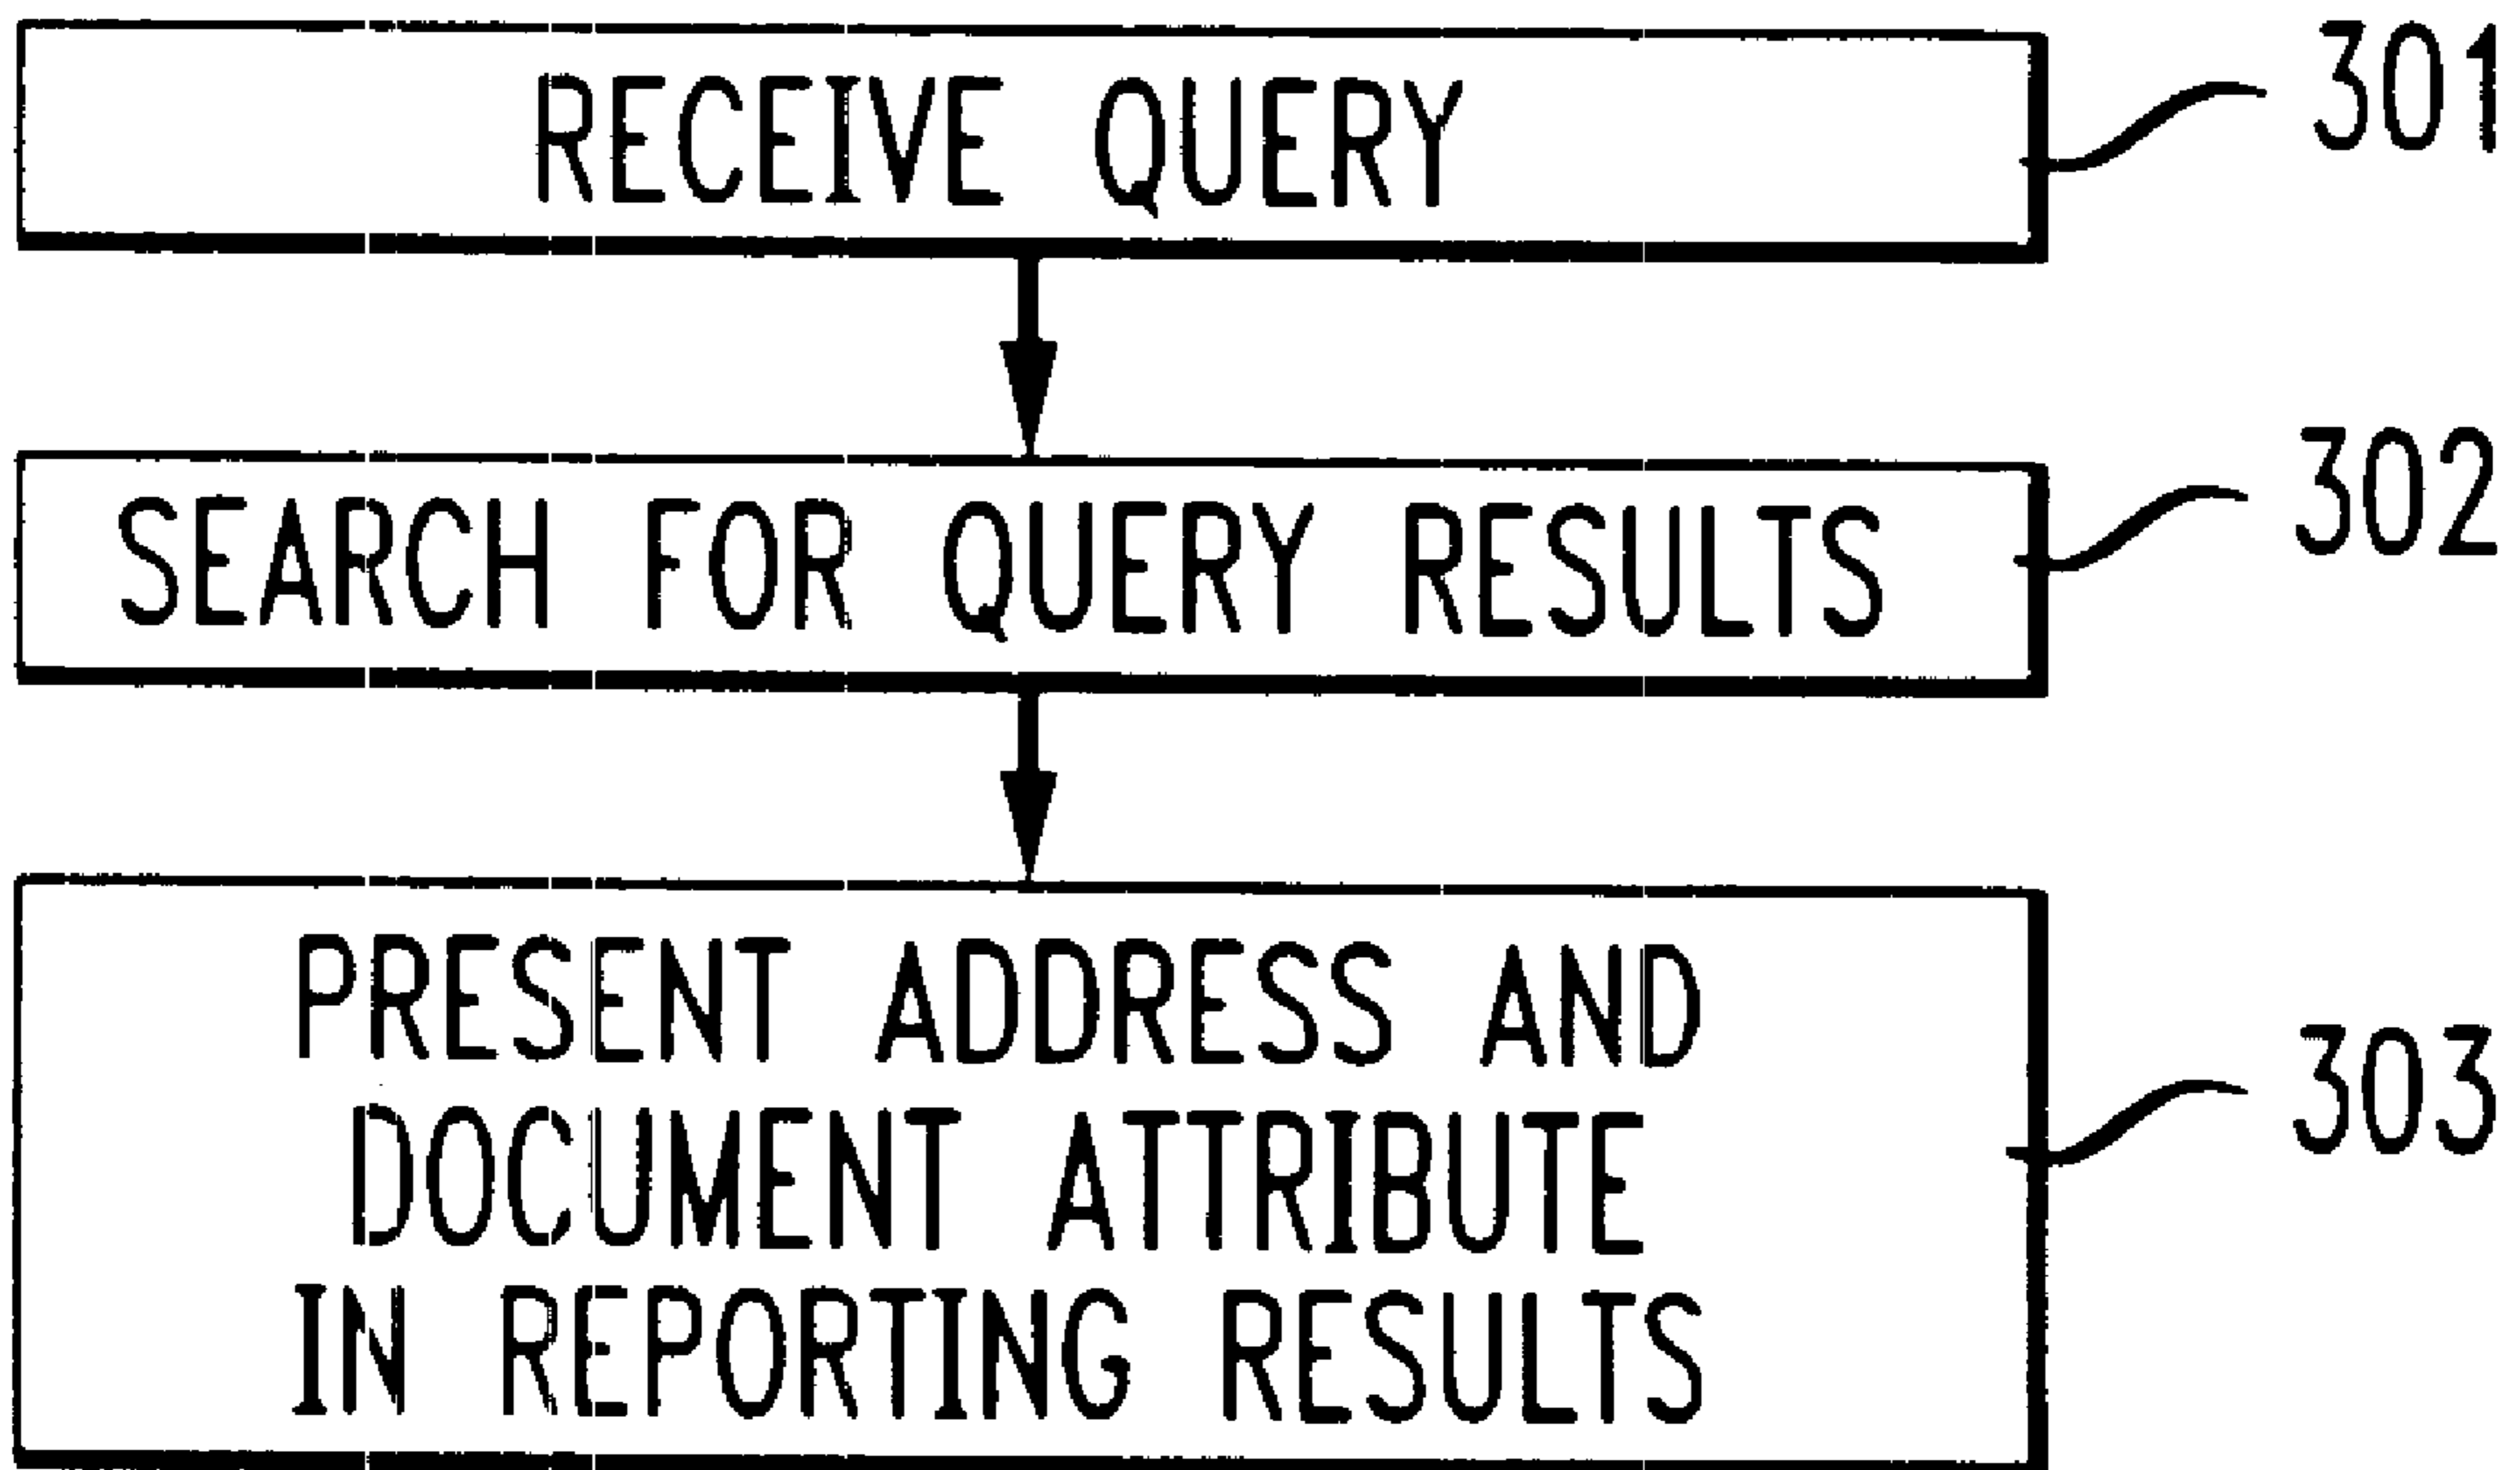 RECEIVE QUERY
301
SEARCH FOR QUERY RESULTS
302
PRESENT ADDRESS AND
DOCUMENT ATTRIBUTE
IN REPORTING RESULTS
303